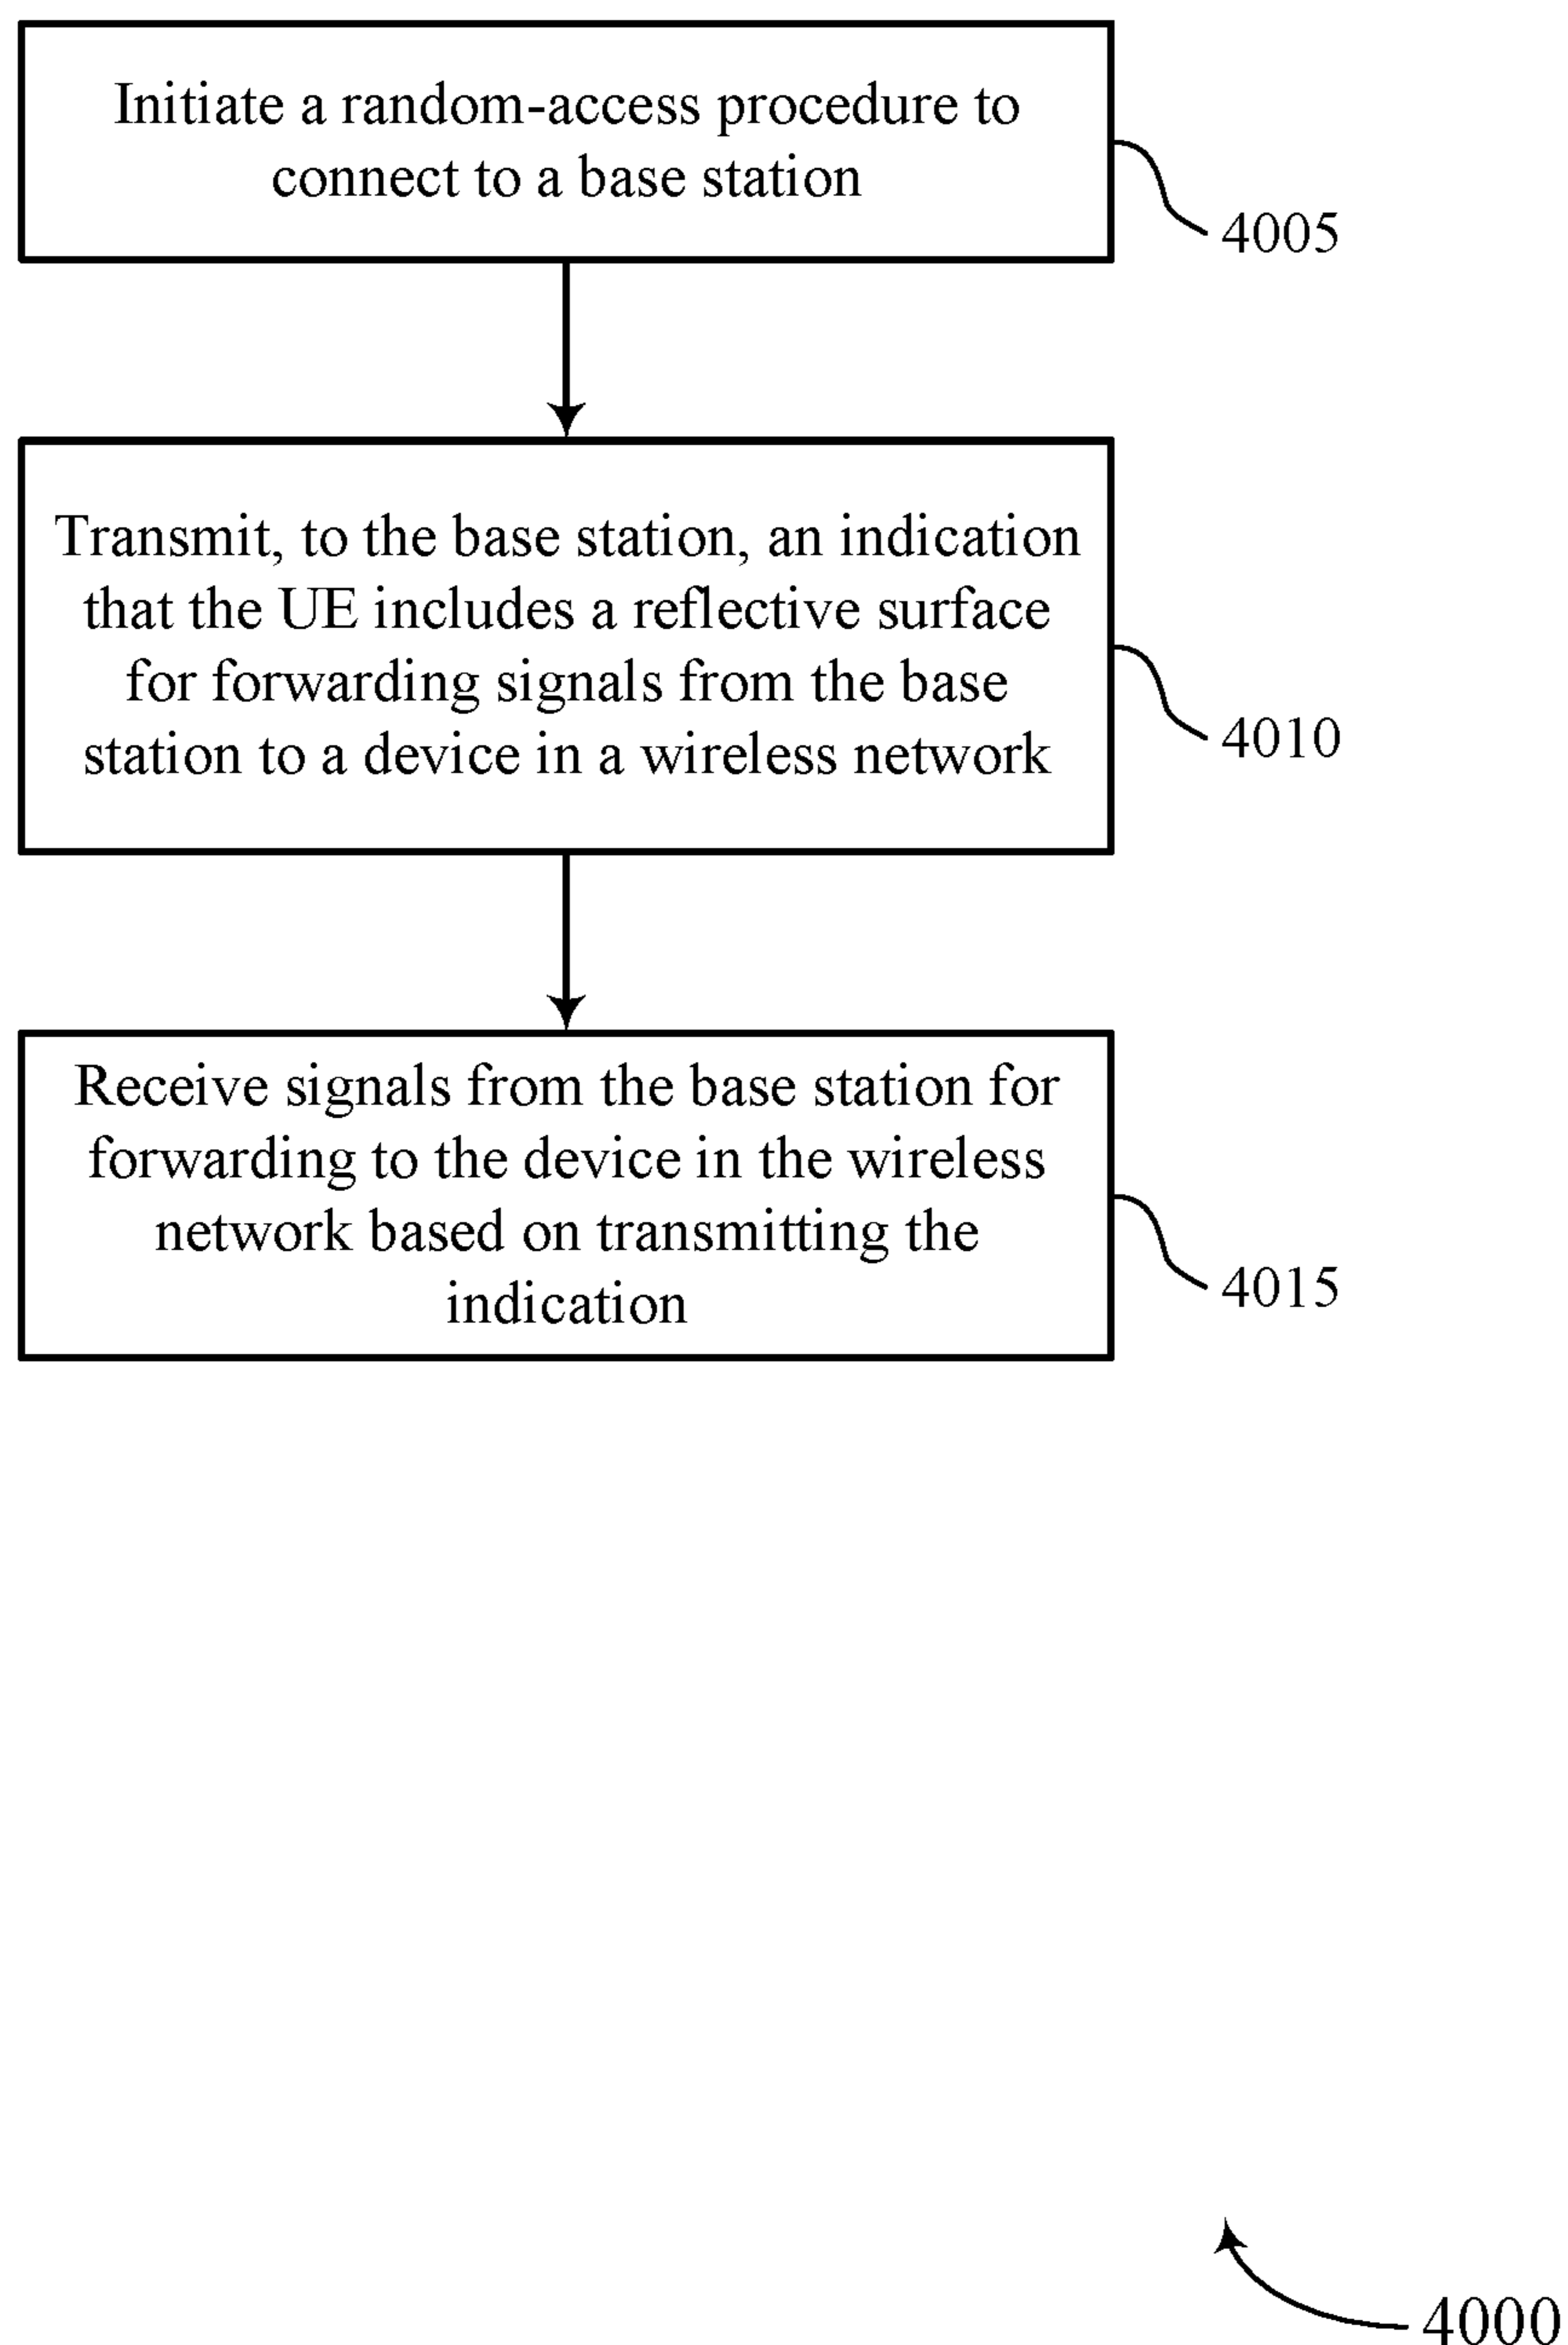 Initiate a random-access procedure to
connect to a base station
4005
Transmit, to the base station, an indication
that the UE includes a reflective surface
for forwarding signals from the base
station to a device in a wireless network
4010
Receive signals from the base station for
forwarding to the device in the wireless
network based on transmitting the
indication
4015
4000